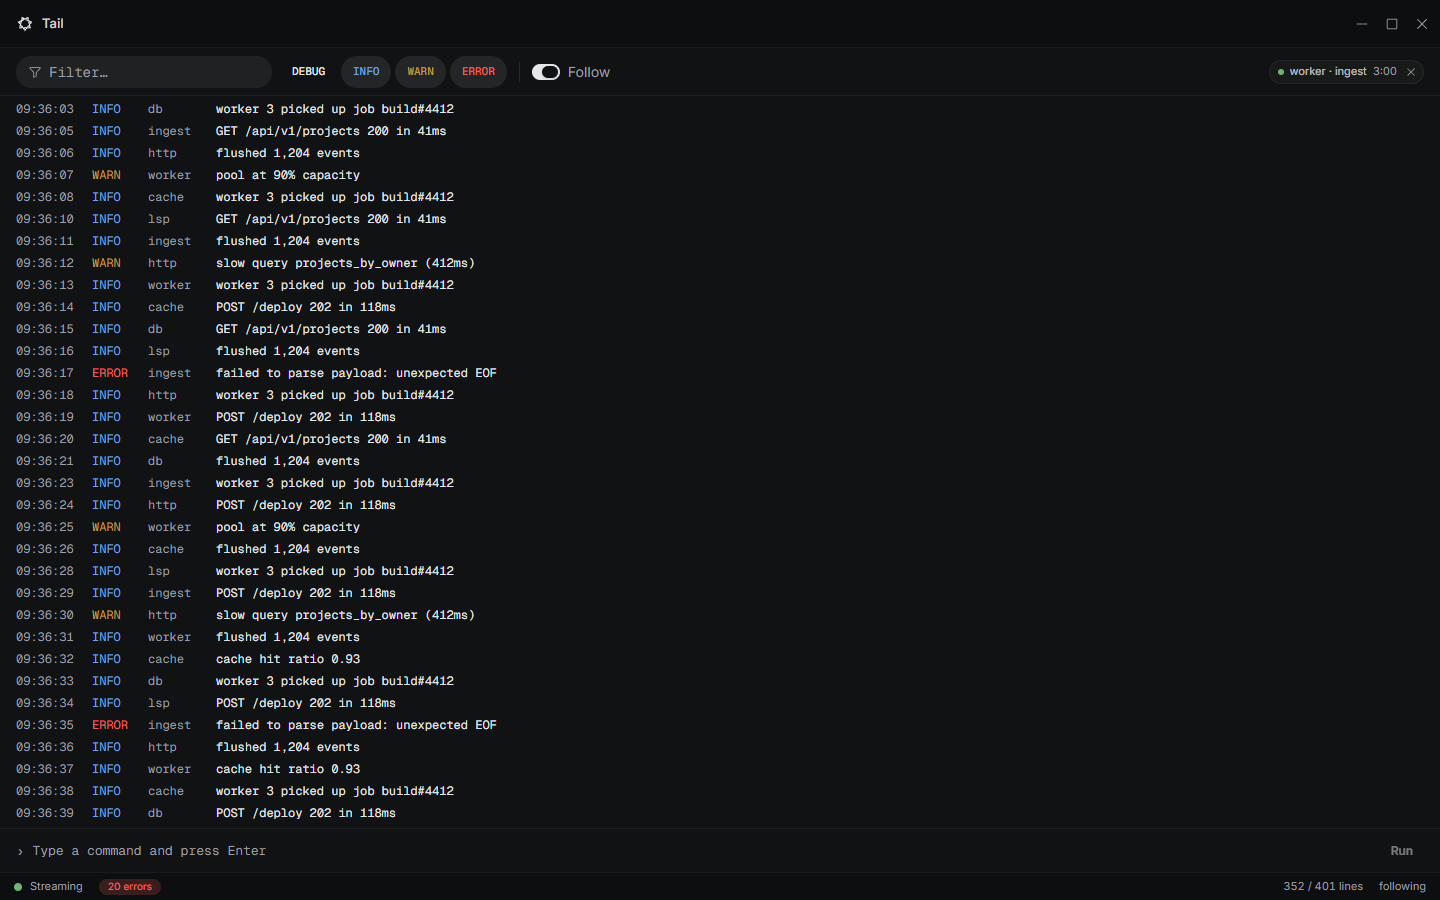 Tail
Filter…
DEBUG INFO WARN ERROR Follow worker · ingest 3:00
09:36:03 INFO db worker 3 picked up job build#4412
09:36:05 INFO ingest GET /api/v1/projects 200 in 41ms
09:36:06 INFO http flushed 1,204 events
09:36:07 WARN worker pool at 90% capacity
09:36:08 INFO cache worker 3 picked up job build#4412
09:36:10 INFO lsp GET /api/v1/projects 200 in 41ms
09:36:11 INFO ingest flushed 1,204 events
09:36:12 WARN http slow query projects_by_owner (412ms)
09:36:13 INFO worker worker 3 picked up job build#4412
09:36:14 INFO cache POST /deploy 202 in 118ms
09:36:15 INFO db GET /api/v1/projects 200 in 41ms
09:36:16 INFO lsp flushed 1,204 events
09:36:17 ERROR ingest failed to parse payload: unexpected EOF
09:36:18 INFO http worker 3 picked up job build#4412
09:36:19 INFO worker POST /deploy 202 in 118ms
09:36:20 INFO cache GET /api/v1/projects 200 in 41ms
09:36:21 INFO db flushed 1,204 events
09:36:23 INFO ingest worker 3 picked up job build#4412
09:36:24 INFO http POST /deploy 202 in 118ms
09:36:25 WARN worker pool at 90% capacity
09:36:26 INFO cache flushed 1,204 events
09:36:28 INFO lsp worker 3 picked up job build#4412
09:36:29 INFO ingest POST /deploy 202 in 118ms
09:36:30 WARN http slow query projects_by_owner (412ms)
09:36:31 INFO worker flushed 1,204 events
09:36:32 INFO cache cache hit ratio 0.93
09:36:33 INFO db worker 3 picked up job build#4412
09:36:34 INFO lsp POST /deploy 202 in 118ms
09:36:35 ERROR ingest failed to parse payload: unexpected EOF
09:36:36 INFO http flushed 1,204 events
09:36:37 INFO worker cache hit ratio 0.93
09:36:38 INFO cache worker 3 picked up job build#4412
09:36:39 INFO db POST /deploy 202 in 118ms
› Type a command and press Enter Run
Streaming 20 errors 352 / 401 lines following